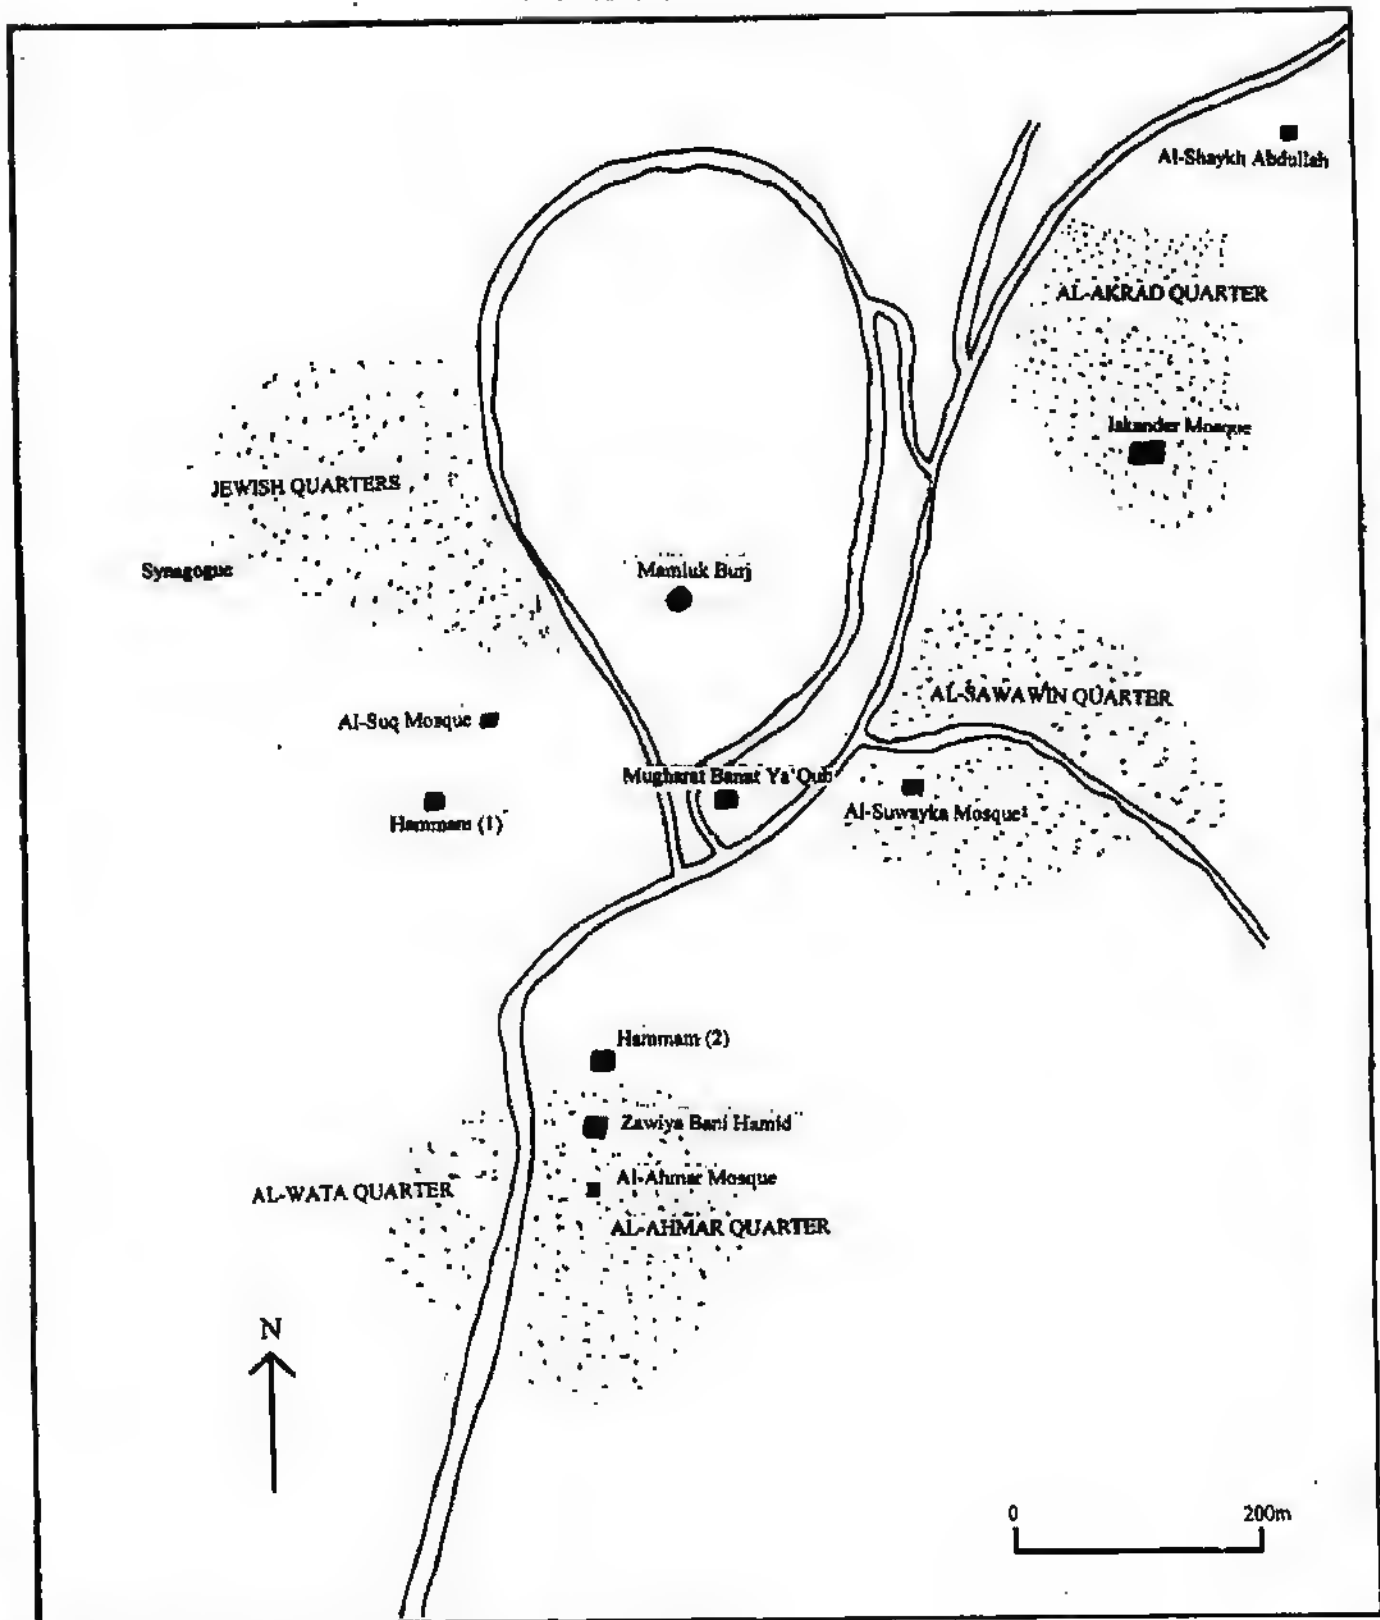 Al-Shaykh Abdullah
AL-AKRAD QUARTER
Iskander Mosque
JEWISH QUARTERS
Synagogue
Mamluk Burj
AL-SAWAWIN QUARTER
Al-Suq Mosque
Mugharat Banat Ya'Qub
Hammam (1)
Al-Suwayka Mosque
Hammam (2)
Zawiya Bani Hamid
Al-Ahmar Mosque
AL-WATA QUARTER
AL-AHMAR QUARTER
N
0 200m